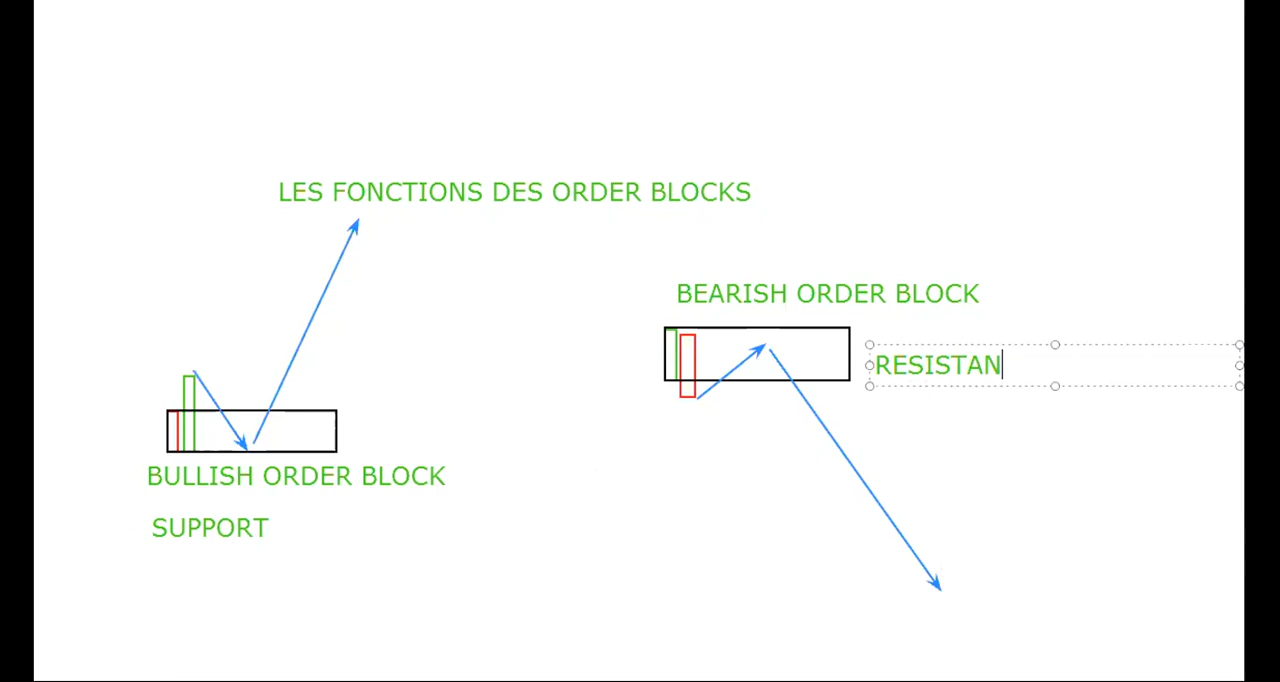 LES FONCTIONS DES ORDER BLOCKS
BEARISH ORDER BLOCK
RESISTAN
BULLISH ORDER BLOCK
SUPPORT